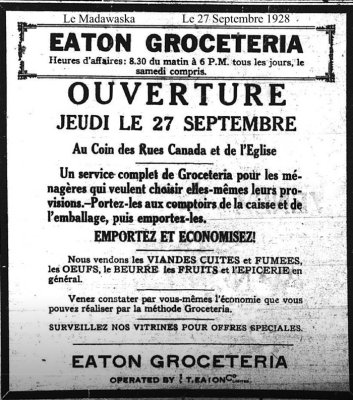 Le Madawaska Le 27 Septembre 1928
EATON GROCETERIA
Heures d'affaires: 8.30 du matin à 6 P.M. tous les jours, le
samedi compris.
OUVERTURE
JEUDI LE 27 SEPTEMBRE
Au Coin des Rues Canada et de l'Eglise
Un service complet de Groceteria pour les mé-
nagères qui veulent choisir elles-mêmes leurs pro-
visions.—Portez-les aux comptoirs de la caisse et de
l'emballage, puis emportez-les.
EMPORTEZ ET ECONOMISEZ!
Nous vendons les VIANDES CUITES et FUMEES,
les OEUFS, le BEURRE les FRUITS et l'EPICERIE en
général.
Venez constater par vous-mêmes l'économie que vous
pouvez réaliser par la méthode Groceteria.
SURVEILLEZ NOS VITRINES POUR OFFRES SPECIALES.
EATON GROCETERIA
OPERATED BY THE T. EATON CO LIMITED